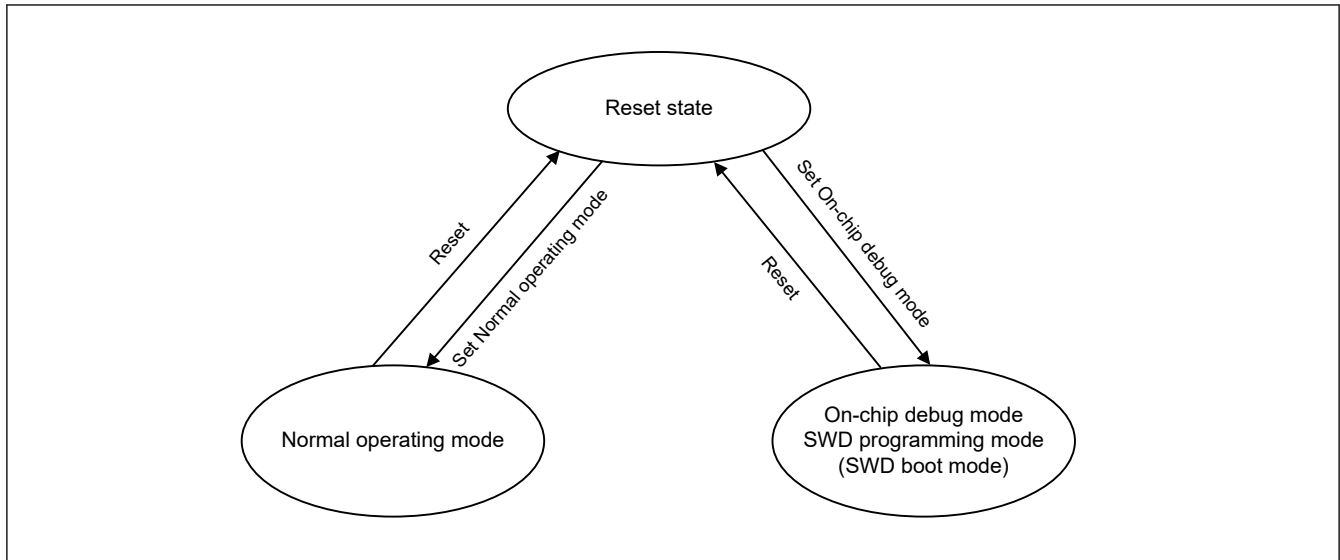 Reset state
Reset
Set Normal operating mode
Reset
Set On-chip debug mode
Normal operating mode
On-chip debug mode
SWD programming mode
(SWD boot mode)